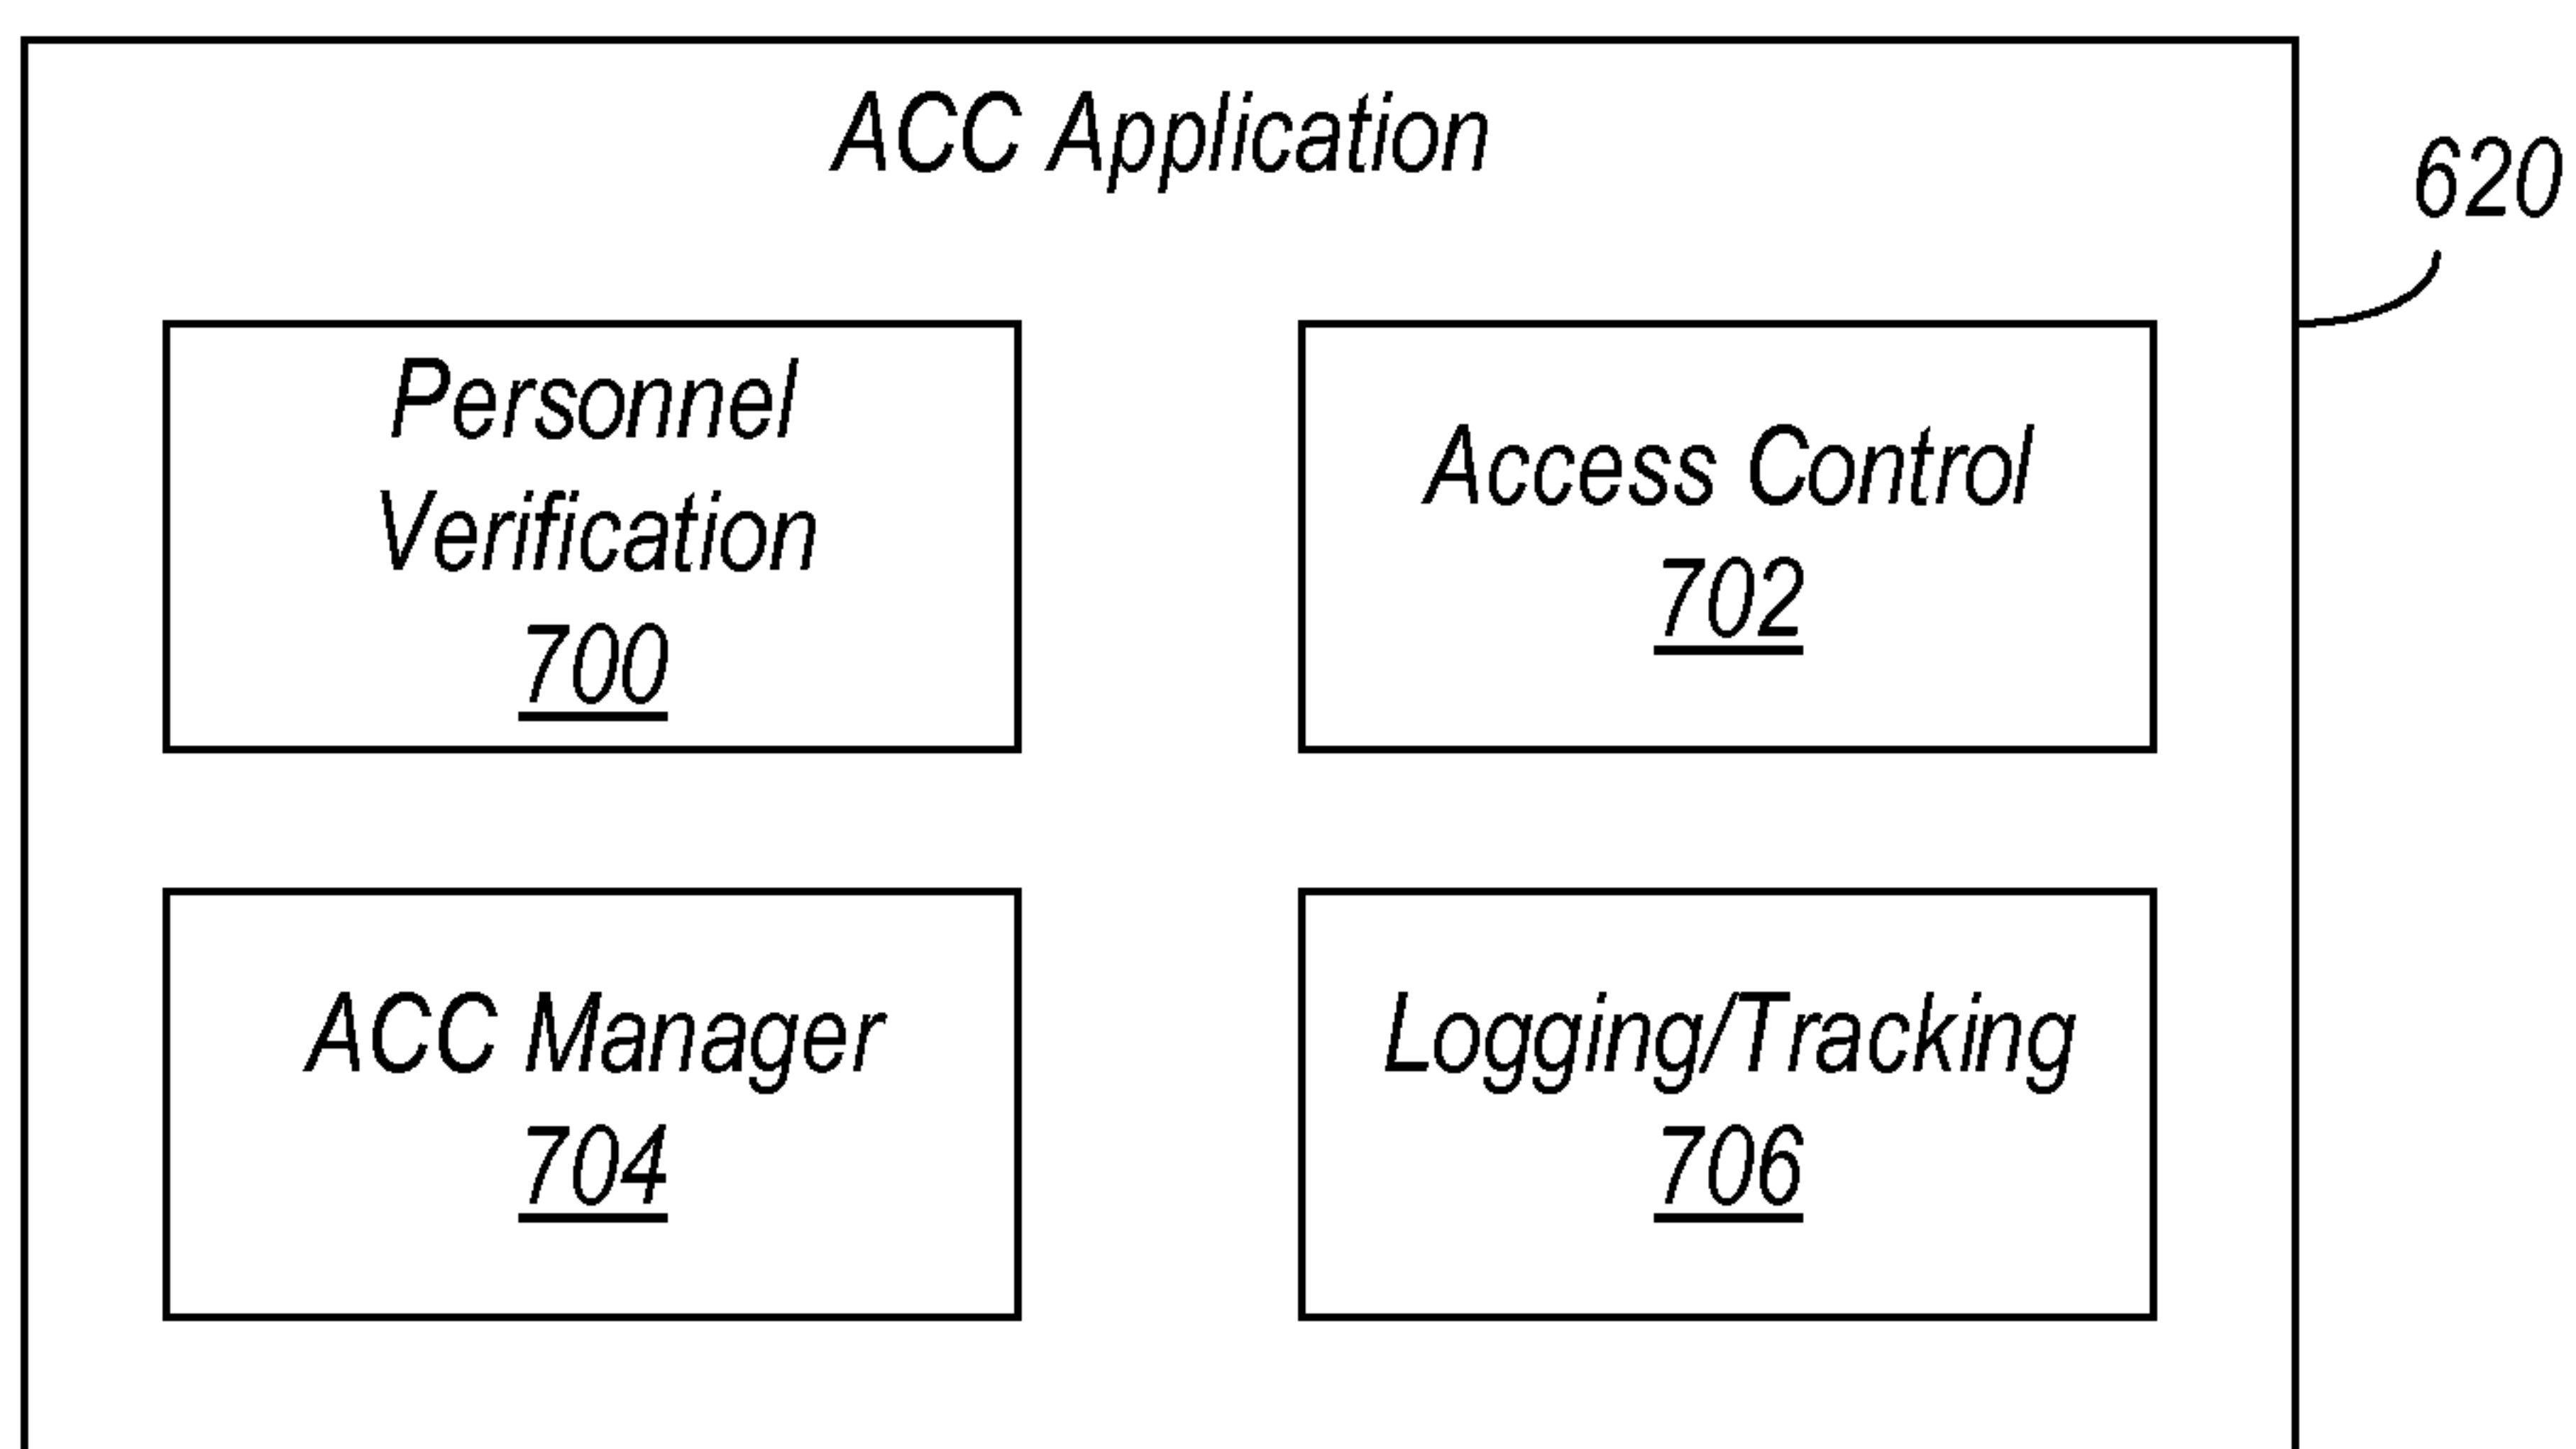 ACC Application
620
Personnel
Verification
700
Access Control
702
ACC Manager
704
Logging/Tracking
706